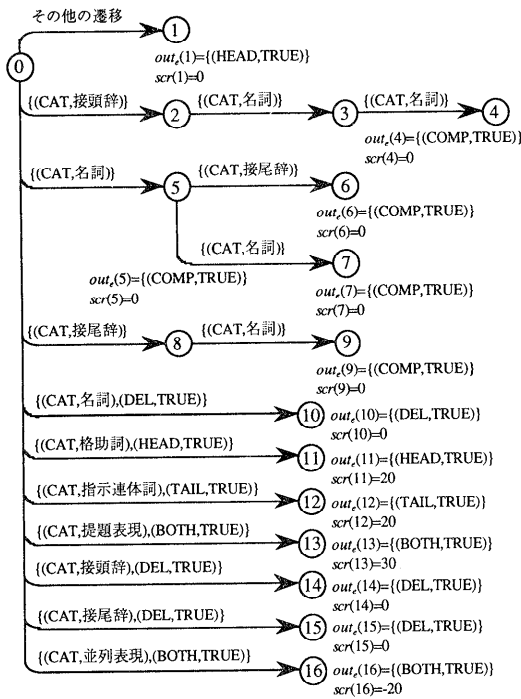 その他の遷移
0
1
out_e(1)={(HEAD,TRUE)}
scr(1)=0
{(CAT,接頭辞)}
2
{(CAT,名詞)}
3
{(CAT,名詞)}
4
out_e(4)={(COMP,TRUE)}
scr(4)=0
{(CAT,名詞)}
5
{(CAT,接尾辞)}
6
out_e(6)={(COMP,TRUE)}
scr(6)=0
{(CAT,名詞)}
7
out_e(5)={(COMP,TRUE)}
scr(5)=0
out_e(7)={(COMP,TRUE)}
scr(7)=0
{(CAT,接尾辞)}
8
{(CAT,名詞)}
9
out_e(9)={(COMP,TRUE)}
scr(9)=0
{(CAT,名詞),(DEL,TRUE)}
10 out_e(10)={(DEL,TRUE)}
scr(10)=0
{(CAT,格助詞),(HEAD,TRUE)}
11 out_e(11)={(HEAD,TRUE)}
scr(11)=20
{(CAT,指示連体詞),(TAIL,TRUE)}
12 out_e(12)={(TAIL,TRUE)}
scr(12)=20
{(CAT,提題表現),(BOTH,TRUE)}
13 out_e(13)={(BOTH,TRUE)}
scr(13)=30
{(CAT,接頭辞),(DEL,TRUE)}
14 out_e(14)={(DEL,TRUE)}
scr(14)=0
{(CAT,接尾辞),(DEL,TRUE)}
15 out_e(15)={(DEL,TRUE)}
scr(15)=0
{(CAT,並列表現),(BOTH,TRUE)}
16 out_e(16)={(BOTH,TRUE)}
scr(16)=-20